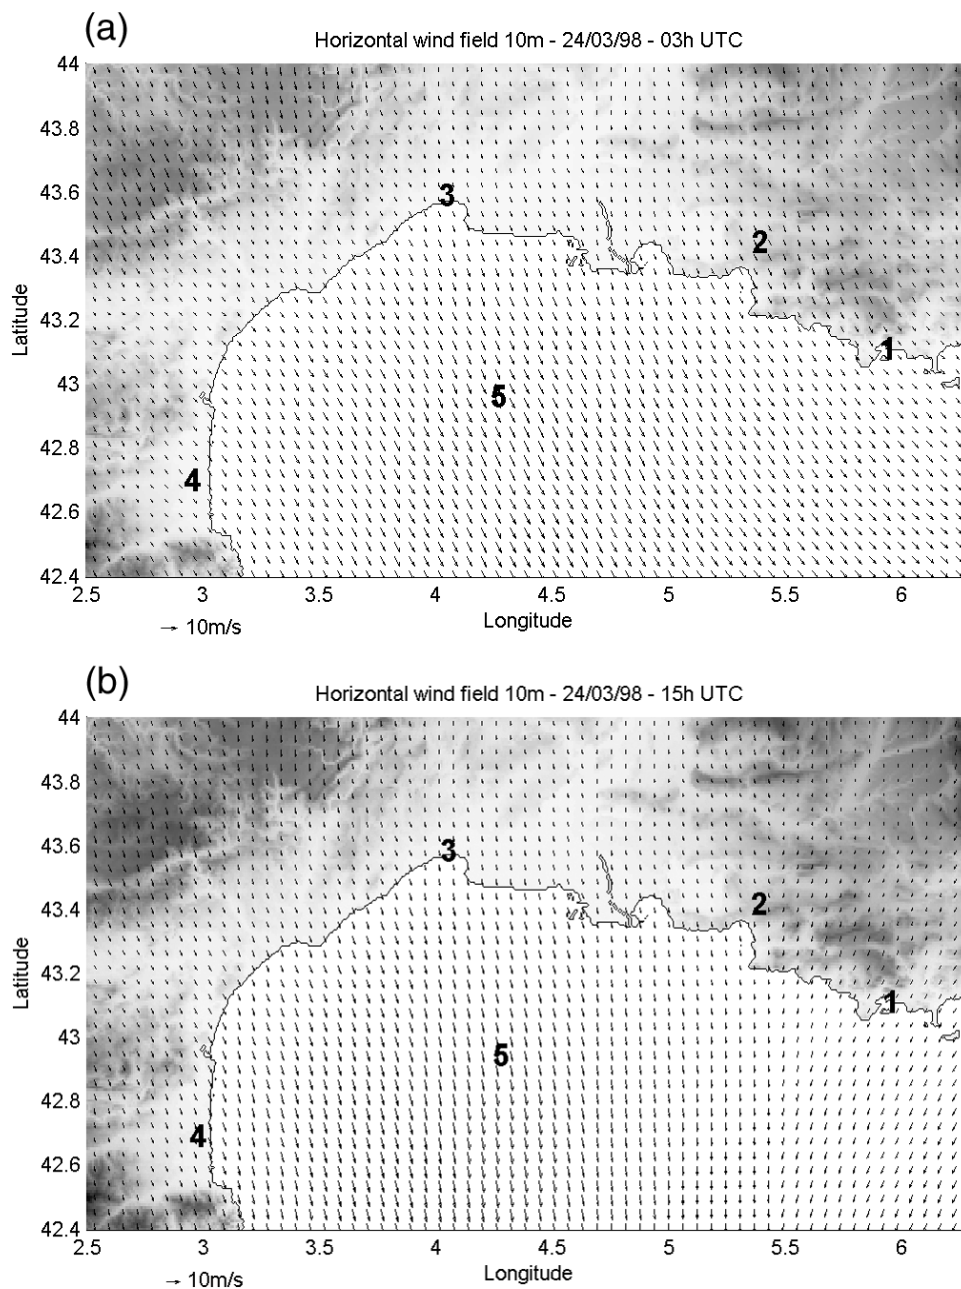 (a)
Horizontal wind field 10m - 24/03/98 - 03h UTC
44
43.8
43.6
43.4
43.2
43
42.8
42.6
42.4
Latitude
3
2
1
5
4
2.5 3 3.5 4 4.5 5 5.5 6
Longitude
10m/s
(b)
Horizontal wind field 10m - 24/03/98 - 15h UTC
44
43.8
43.6
43.4
43.2
43
42.8
42.6
42.4
Latitude
3
2
1
5
4
2.5 3 3.5 4 4.5 5 5.5 6
Longitude
10m/s